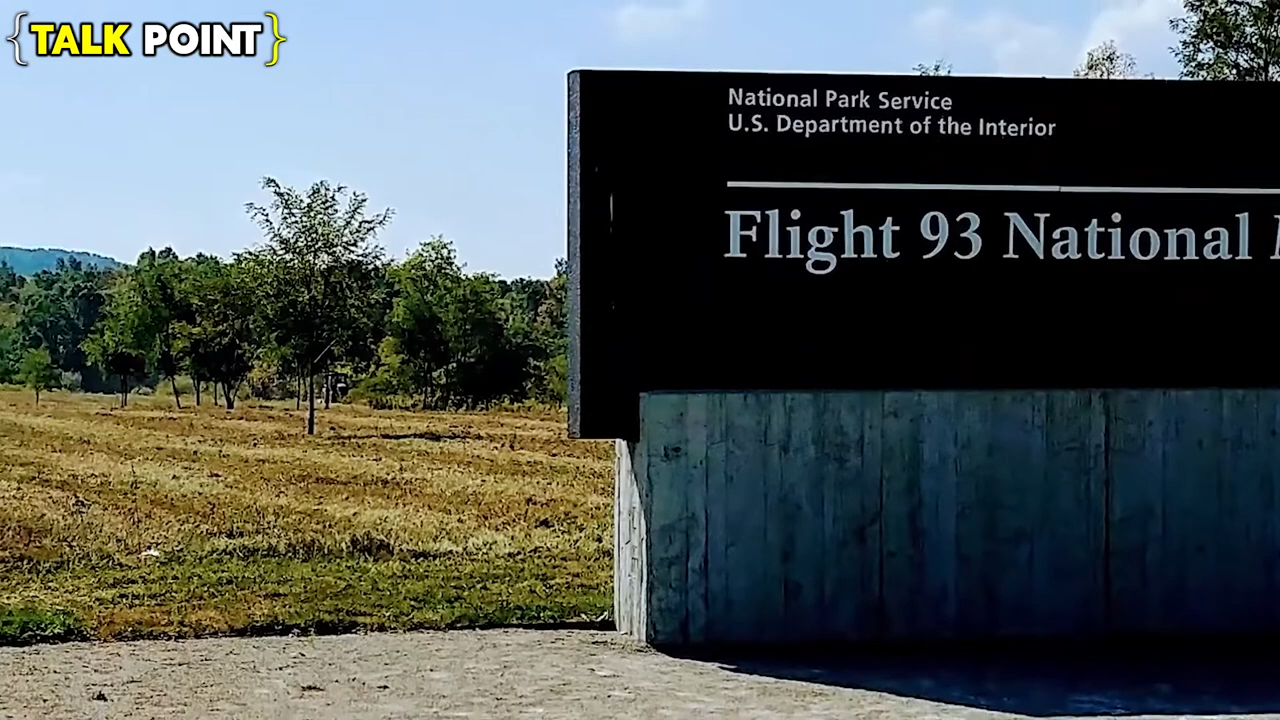 {TALK POINT}
National Park Service
U.S. Department of the Interior
Flight 93 National